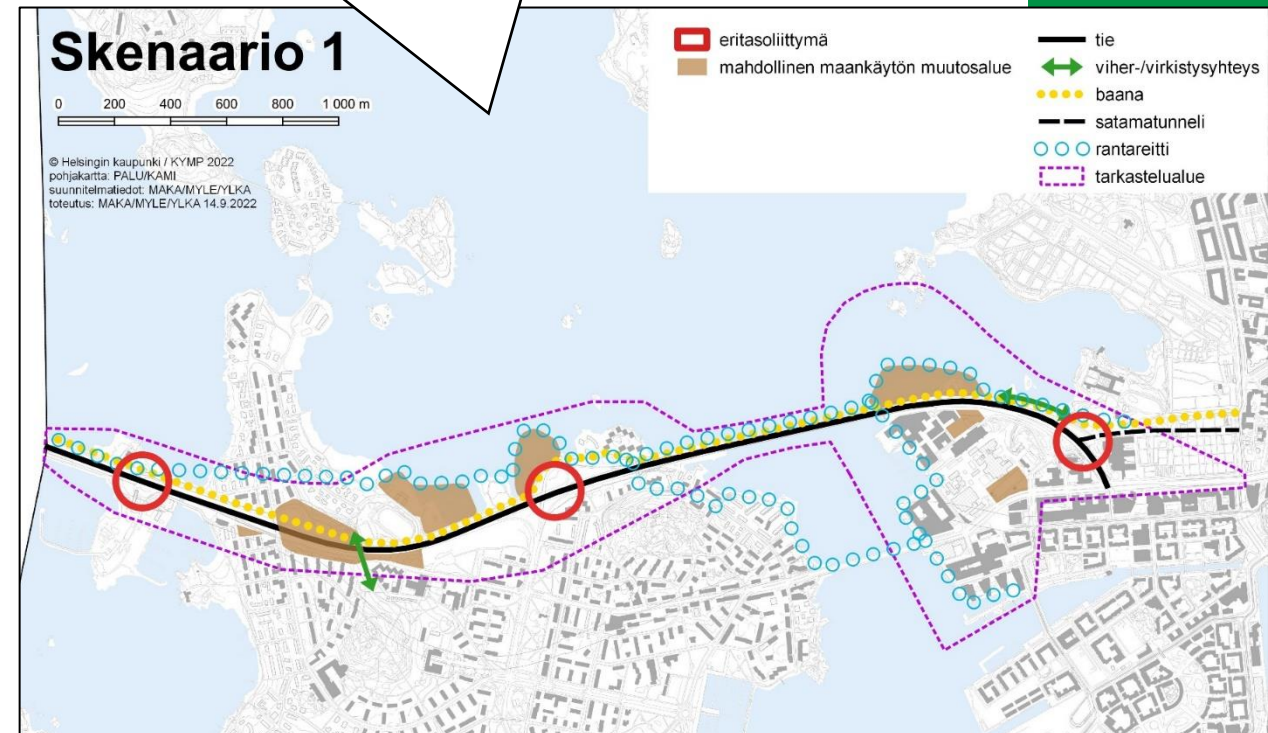 Skenaario 1
0 200 400 600 800 1 000 m
© Helsingin kaupunki / KYMP 2022
pohjakartta: PALU/KAMI
suunnitelmatiedot: MAKA/MYLE/YLKA
toteutus: MAKA/MYLE/YLKA 14.9.2022
eritasoliittymä
mahdollinen maankäytön muutosalue
tie
viher-/virkistysyhteys
baana
satamatunneli
rantareitti
tarkastelualue